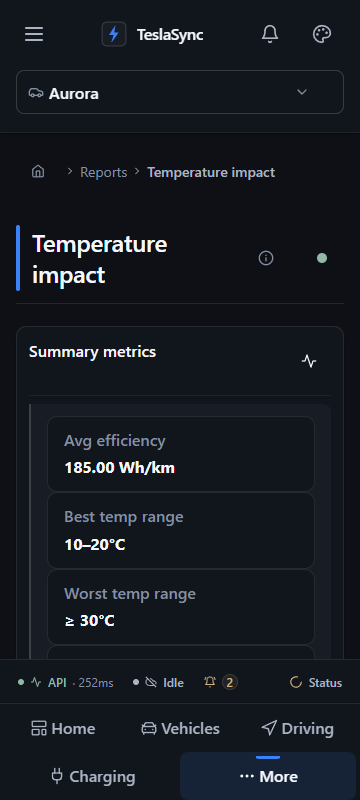 TeslaSync
Aurora
Reports
Temperature impact
Temperature
impact
Summary metrics
Avg efficiency
185.00 Wh/km
Best temp range
10–20°C
Worst temp range
≥ 30°C
API · 252ms
Idle
2
Status
Home
Vehicles
Driving
Charging
More